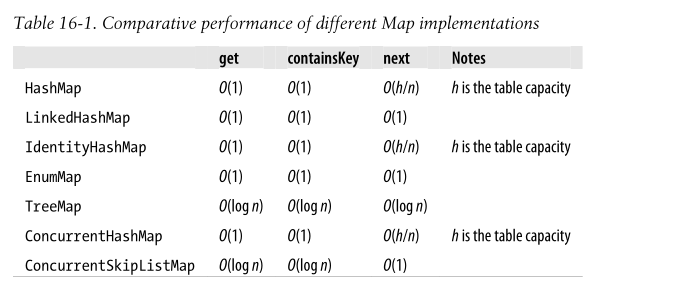 Table 16-1. Comparative performance of different Map implementations
get containsKey next Notes
HashMap O(1) O(1) O(h/n) h is the table capacity
LinkedHashMap O(1) O(1) O(1)
IdentityHashMap O(1) O(1) O(h/n) h is the table capacity
EnumMap O(1) O(1) O(1)
TreeMap O(log n) O(log n) O(log n)
ConcurrentHashMap O(1) O(1) O(h/n) h is the table capacity
ConcurrentSkipListMap O(log n) O(log n) O(1)